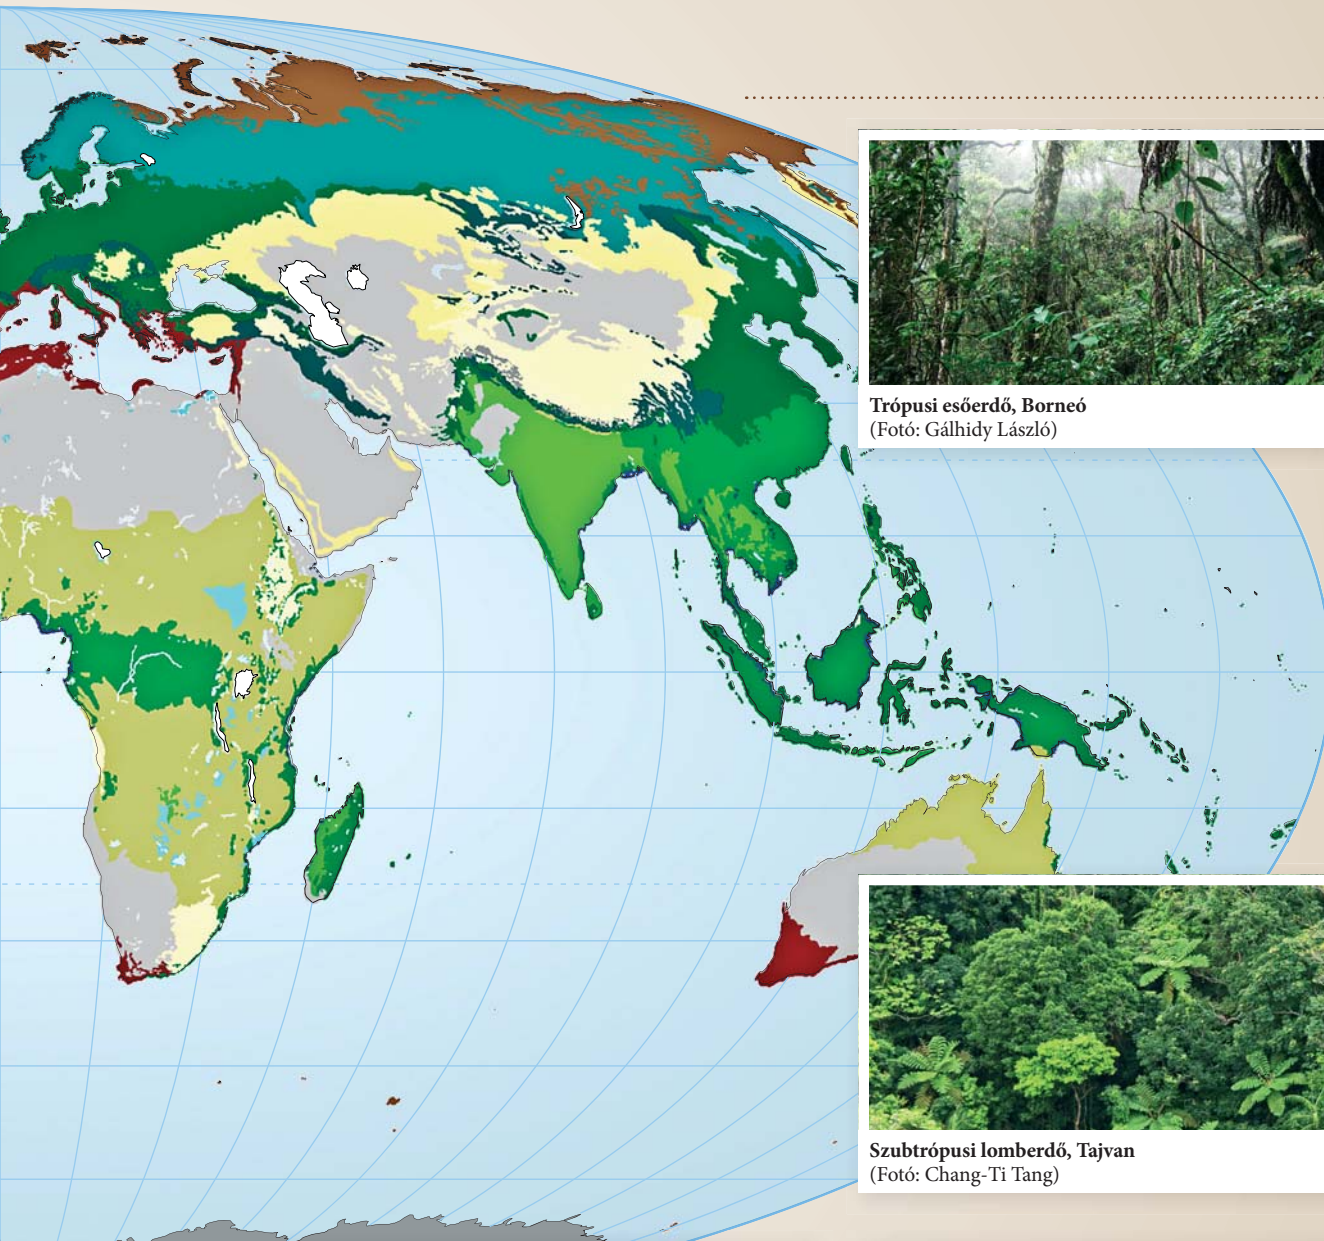 Trópusi esőerdő, Borneó
(Fotó: Gálhidy László)
Szubtrópusi lomberdő, Tajvan
(Fotó: Chang-Ti Tang)